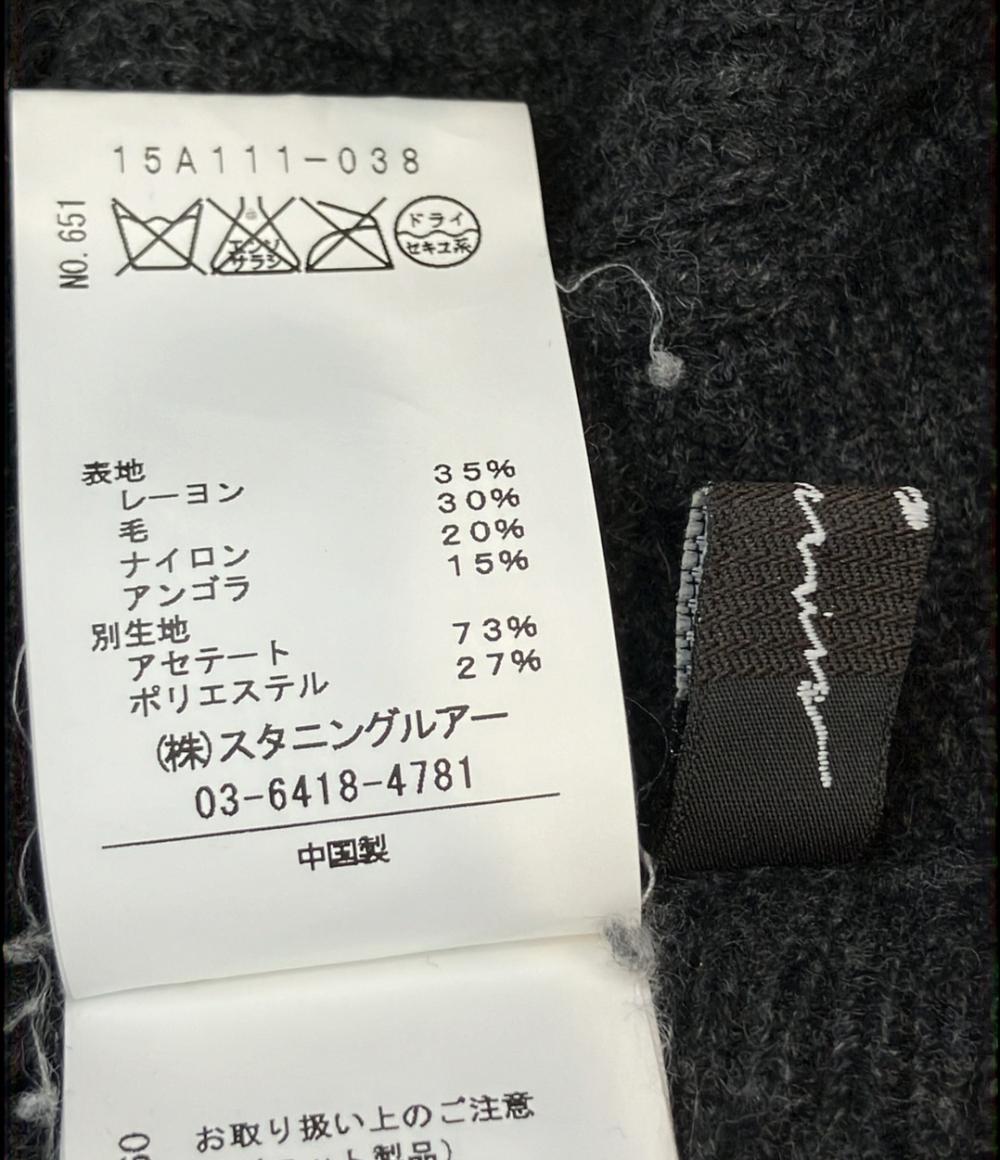 15A111-038
NO.651
エンソ
サラシ
ドライ
セキユ系
表地 35%
レーヨン 30%
毛 20%
ナイロン 15%
アンゴラ
別生地 73%
アセテート 27%
ポリエステル
(株)スタニングルアー
03-6418-4781
中国製
お取り扱い上のご注意
ット製品)